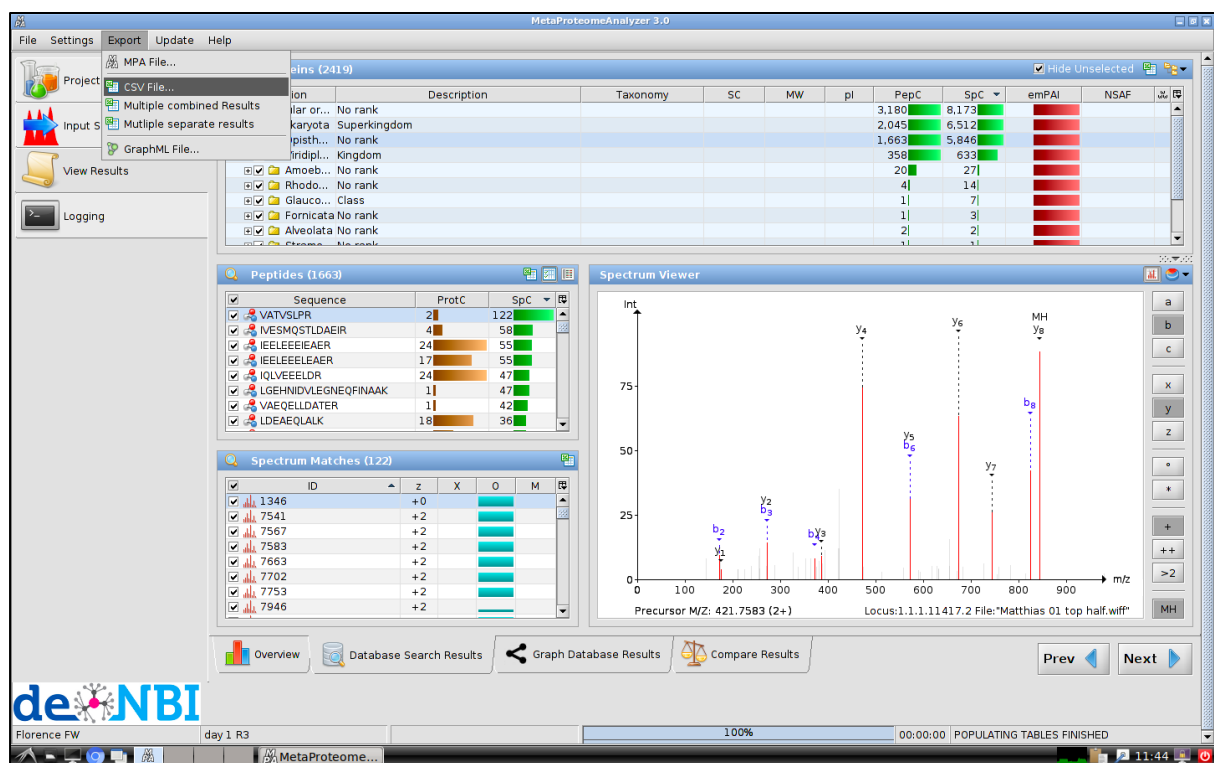 MetaProteomeAnalyzer 3.0
File Settings Export Update Help
MPA File...
CSV File...
Multiple combined Results
Mutliple separate results
GraphML File...
Project
Input S
View Results
Logging
eins (2419)
Hide Unselected
ion Description Taxonomy SC MW pI PepC SpC emPAI NSAF
ular or... No rank 3,180 8,173
karyota Superkingdom 2,045 6,512
pisth... No rank 1,663 5,846
iridipl... Kingdom 358 633
Amoeb... No rank 20 27
Rhodo... No rank 4 14
Glauco... Class 1 7
Fornicata No rank 1 3
Alveolata No rank 2 2
Peptides (1663)
Sequence ProtC SpC
VATVSLPR 2 122
IVESMQSTLDAEIR 4 58
IEELEEEIEAER 24 55
IEELEEELEAER 17 55
IQLVEEELDR 24 47
LGEHNIDVLEGNEQFINAAK 1 47
VAEQELLDATER 1 42
LDEAEQLALK 18 36
Spectrum Matches (122)
ID z X O M
1346 +0
7541 +2
7567 +2
7583 +2
7663 +2
7702 +2
7753 +2
7946 +2
Spectrum Viewer
Int
MH
y4 y6 y8
75
b8
y5
b6
50
y7
y2
b3
25
b2 b4 y3
y1
0
0 100 200 300 400 500 600 700 800 900 m/z
Precursor M/Z: 421.7583 (2+) Locus:1.1.1.11417.2 File:"Matthias 01 top half.wiff"
a
b
c
x
y
z
°
*
+
++
>2
MH
Overview Database Search Results Graph Database Results Compare Results
Prev Next
de NBI
Florence FW day 1 R3 100% 00:00:00 POPULATING TABLES FINISHED
MetaProteome... 11:44